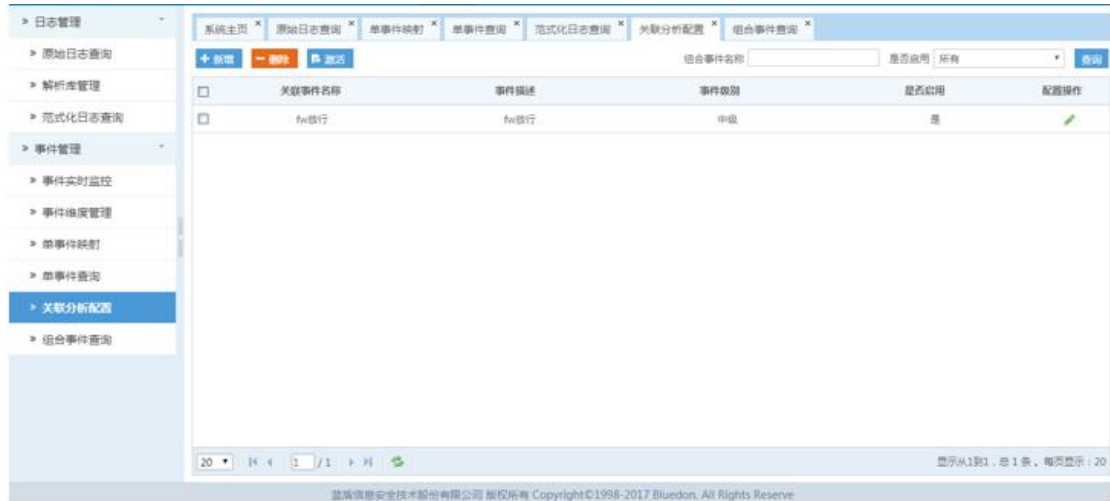 » 日志管理
» 原始日志查询
» 解析库管理
» 范式化日志查询
» 事件管理
» 事件实时监控
» 事件维度管理
» 单事件映射
» 单事件查询
» 关联分析配置
» 组合事件查询
系统主页 × 原始日志查询 × 单事件映射 × 单事件查询 × 范式化日志查询 × 关联分析配置 × 组合事件查询 ×
+ 新增 − 删除 激活 组合事件名称 是否启用 所有 查询
关联事件名称 事件描述 事件级别 是否启用 配置操作
fw放行 fw放行 中级 是
20 1 /1 显示从1到1，总 1 条。每页显示：20
蓝盾信息安全技术股份有限公司 版权所有 Copyright©1998-2017 Bluedon. All Rights Reserve